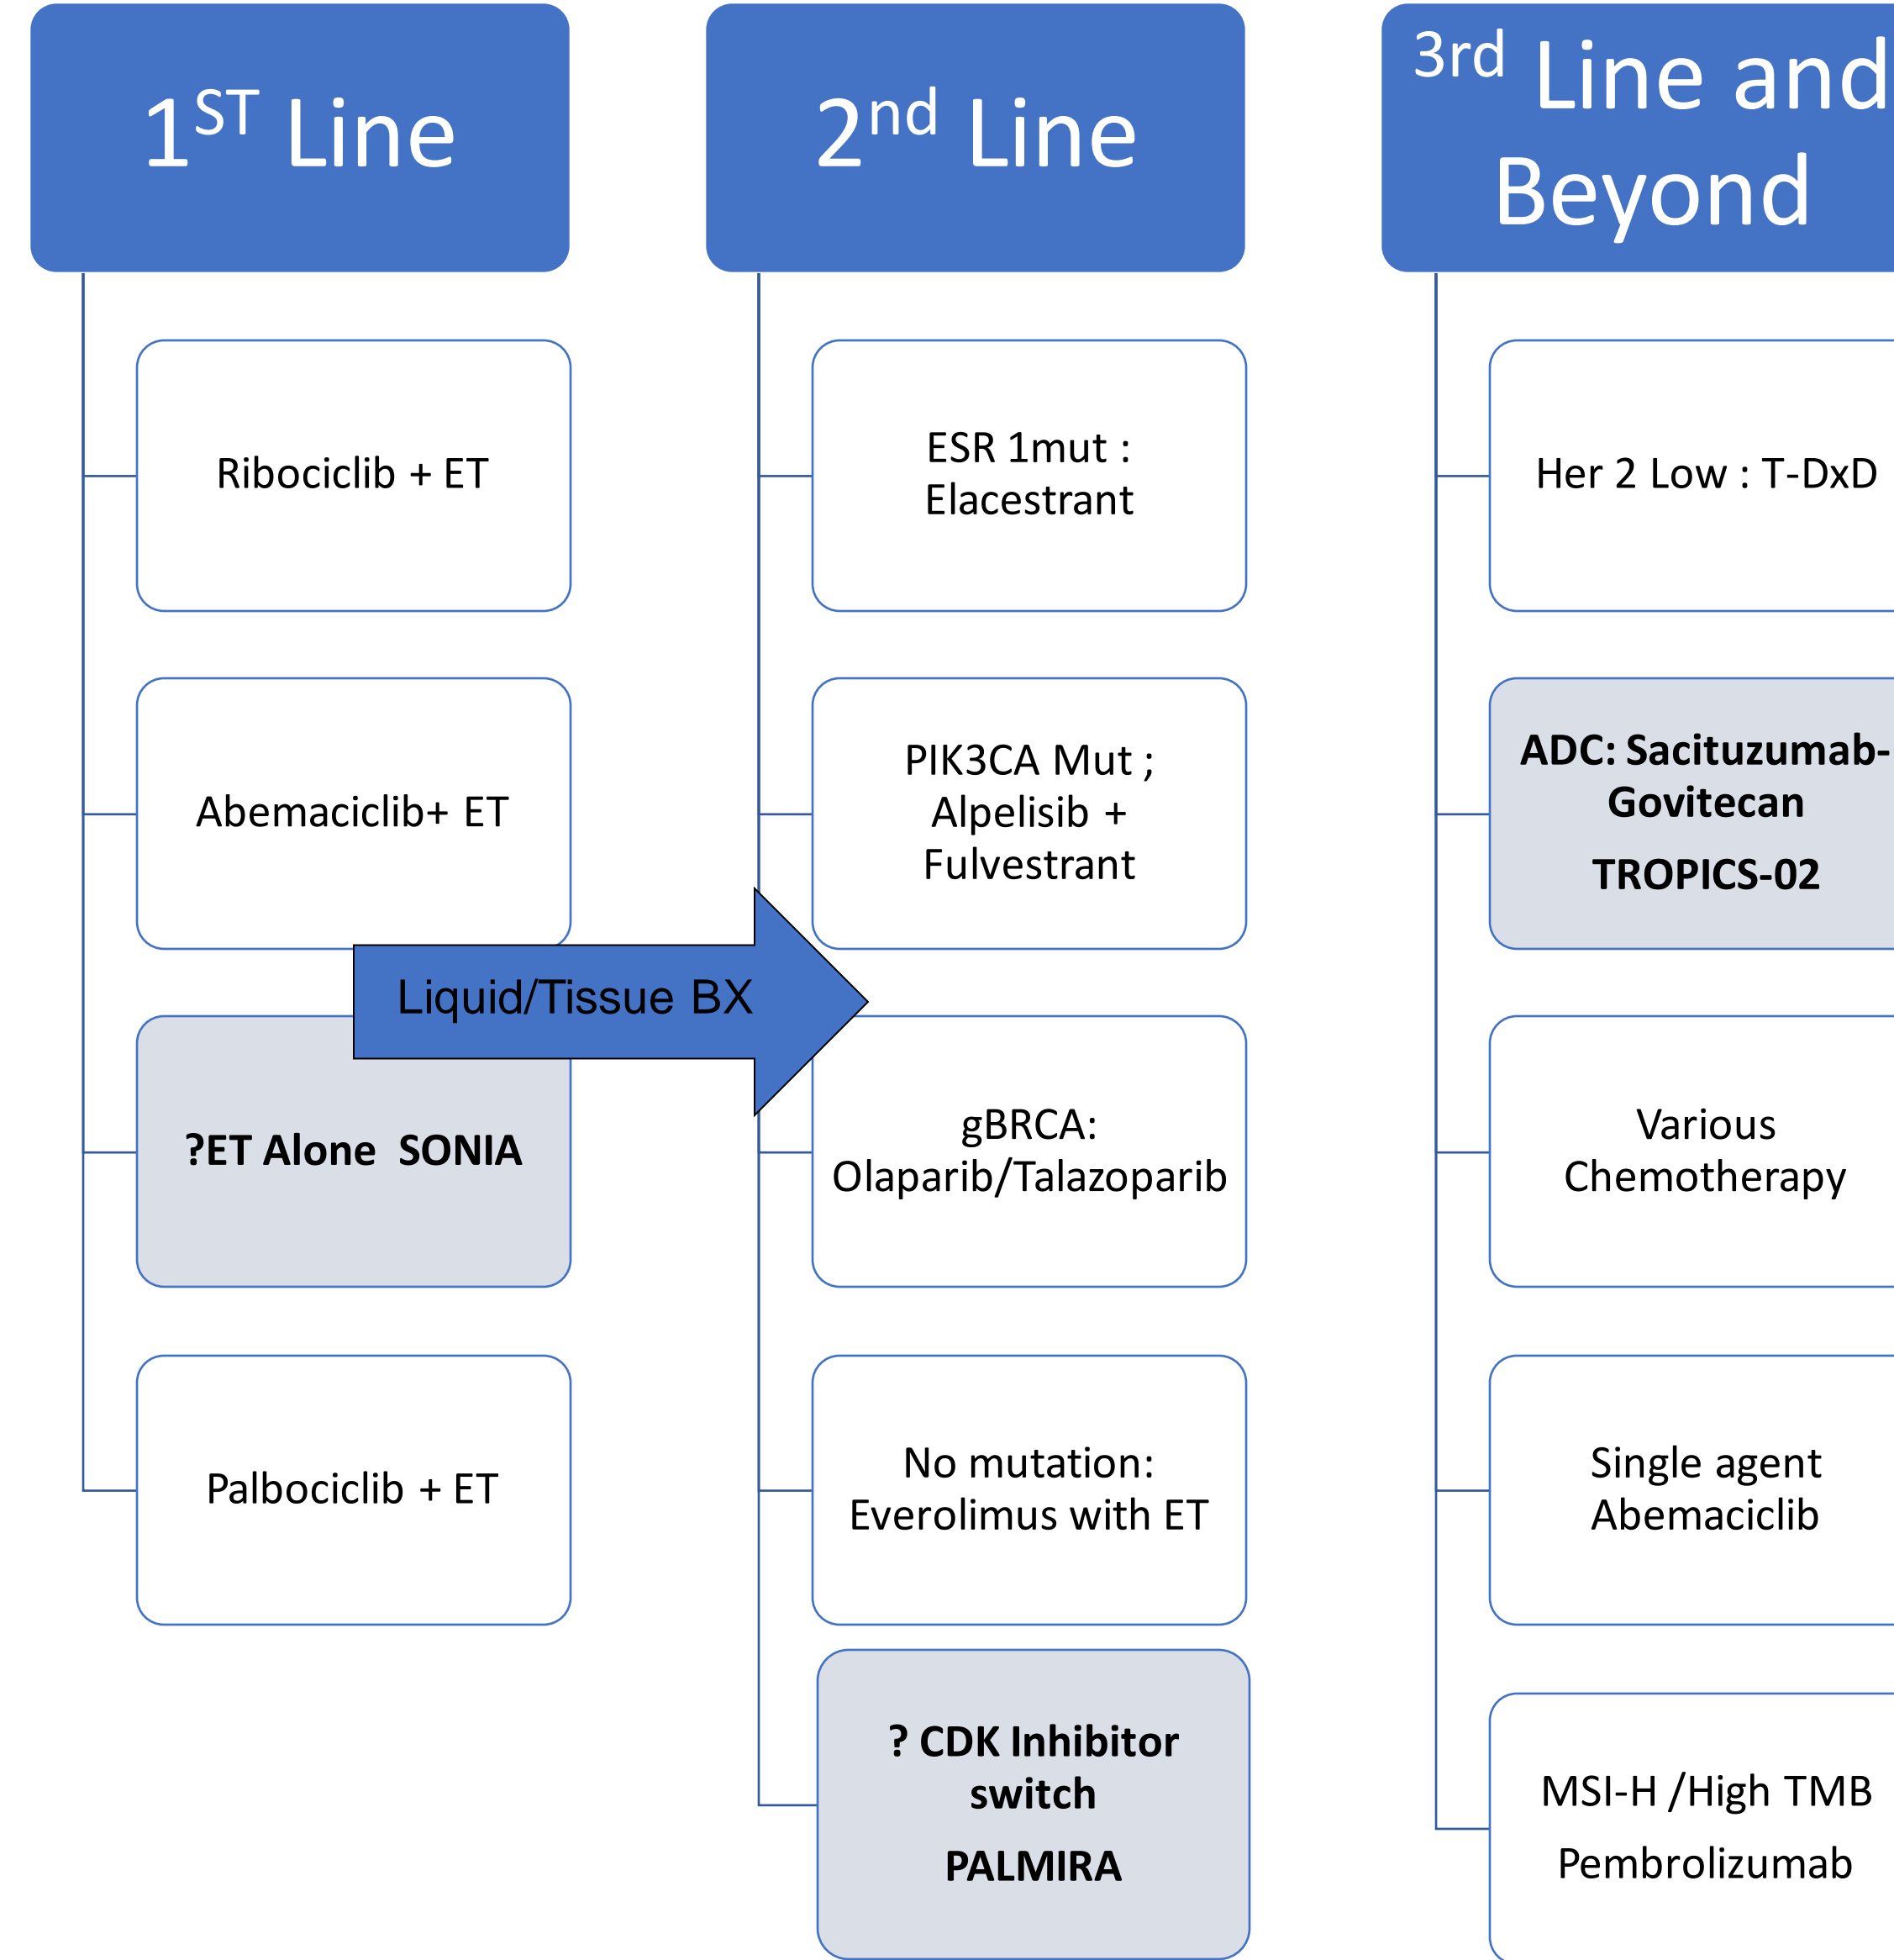 1ST Line
Ribociclib + ET
Abemaciclib+ ET
?ET Alone  SONIA
Palbociclib + ET
Liquid/Tissue BX
2nd Line
ESR 1mut :
Elacestrant
PIK3CA Mut ;
Alpelisib +
Fulvestrant
gBRCA:
Olaparib/Talazoparib
No mutation:
Everolimus with ET
? CDK Inhibitor
switch
PALMIRA
3rd Line and
Beyond
Her 2 Low : T-DxD
ADC: Sacituzumab-
Govitecan
TROPICS-02
Various
Chemotherapy
Single agent
Abemaciclib
MSI-H /High TMB
Pembrolizumab